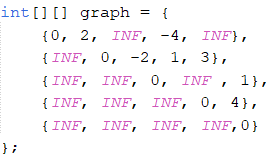 int[][] graph = {
{0, 2, INF, -4, INF},
{INF, 0, -2, 1, 3},
{INF, INF, 0, INF , 1},
{INF, INF, INF, 0, 4},
{INF, INF, INF, INF,0}
};